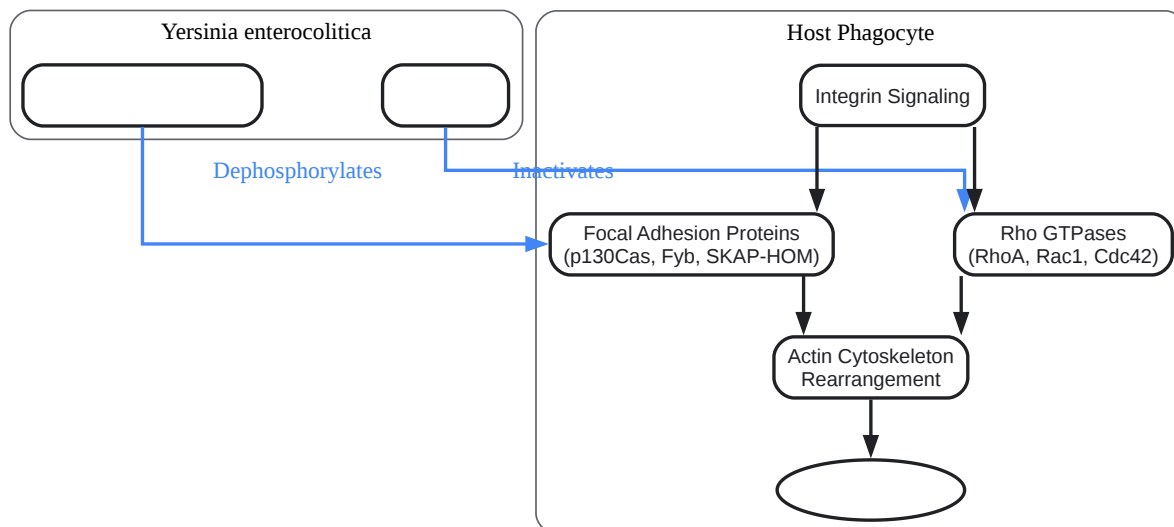 Yersinia enterocolitica
Host Phagocyte
Integrin Signaling
Dephosphorylates
Inactivates
Focal Adhesion Proteins
(p130Cas, Fyb, SKAP-HOM)
Rho GTPases
(RhoA, Rac1, Cdc42)
Actin Cytoskeleton
Rearrangement